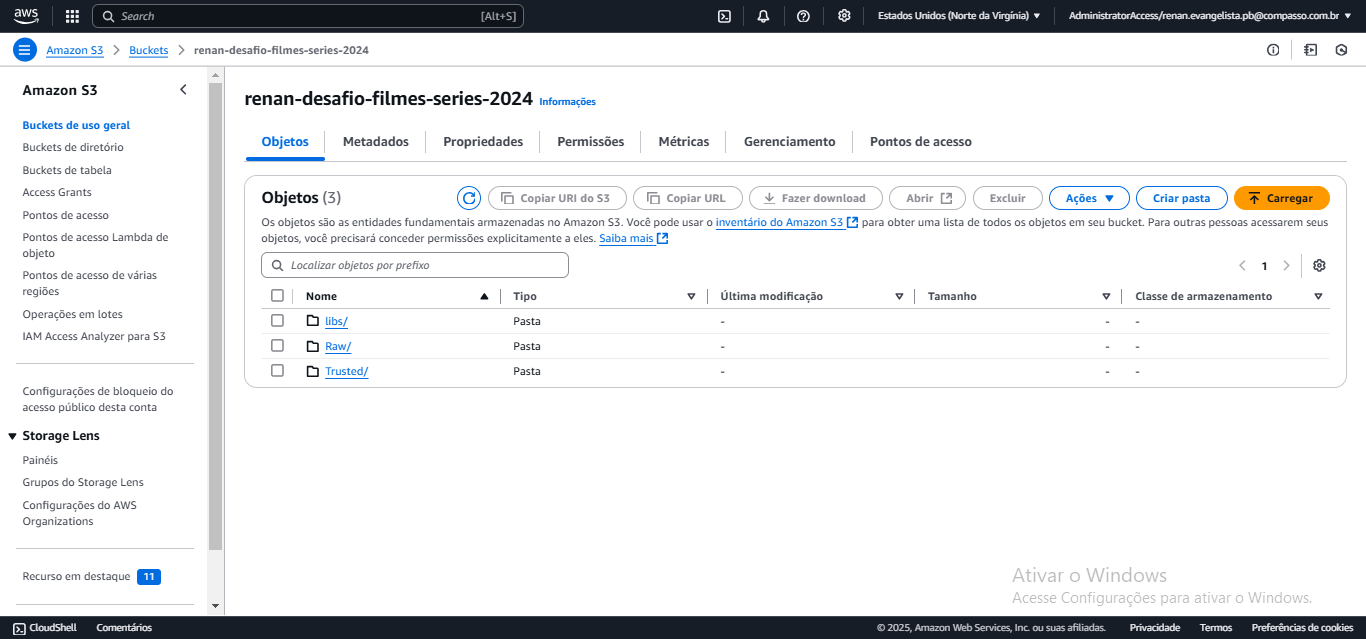 aws
Search
[Alt+S]
Estados Unidos (Norte da Virgínia)
AdministratorAccess/renan.evangelista.pb@compasso.com.br
Amazon S3 > Buckets > renan-desafio-filmes-series-2024
Amazon S3
Buckets de uso geral
Buckets de diretório
Buckets de tabela
Access Grants
Pontos de acesso
Pontos de acesso Lambda de
objeto
Pontos de acesso de várias
regiões
Operações em lotes
IAM Access Analyzer para S3
Configurações de bloqueio do
acesso público desta conta
Storage Lens
Painéis
Grupos do Storage Lens
Configurações do AWS
Organizations
Recurso em destaque 11
renan-desafio-filmes-series-2024 Informações
Objetos Metadados Propriedades Permissões Métricas Gerenciamento Pontos de acesso
Objetos (3)
Copiar URI do S3 Copiar URL Fazer download Abrir Excluir Ações Criar pasta Carregar
Os objetos são as entidades fundamentais armazenadas no Amazon S3. Você pode usar o inventário do Amazon S3 para obter uma lista de todos os objetos em seu bucket. Para outras pessoas acessarem seus
objetos, você precisará conceder permissões explicitamente a eles. Saiba mais
Localizar objetos por prefixo
1
Nome Tipo Última modificação Tamanho Classe de armazenamento
libs/ Pasta - - -
Raw/ Pasta - - -
Trusted/ Pasta - - -
Ativar o Windows
Acesse Configurações para ativar o Windows.
CloudShell Comentários
© 2025, Amazon Web Services, Inc. ou suas afiliadas. Privacidade Termos Preferências de cookies